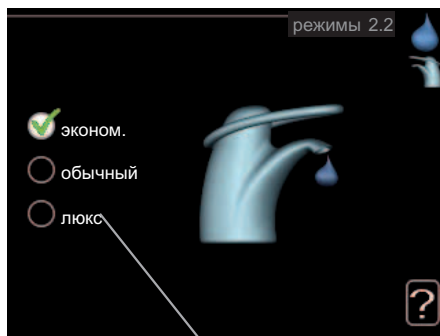 режимы 2.2
эконом.
обычный
люкс
?